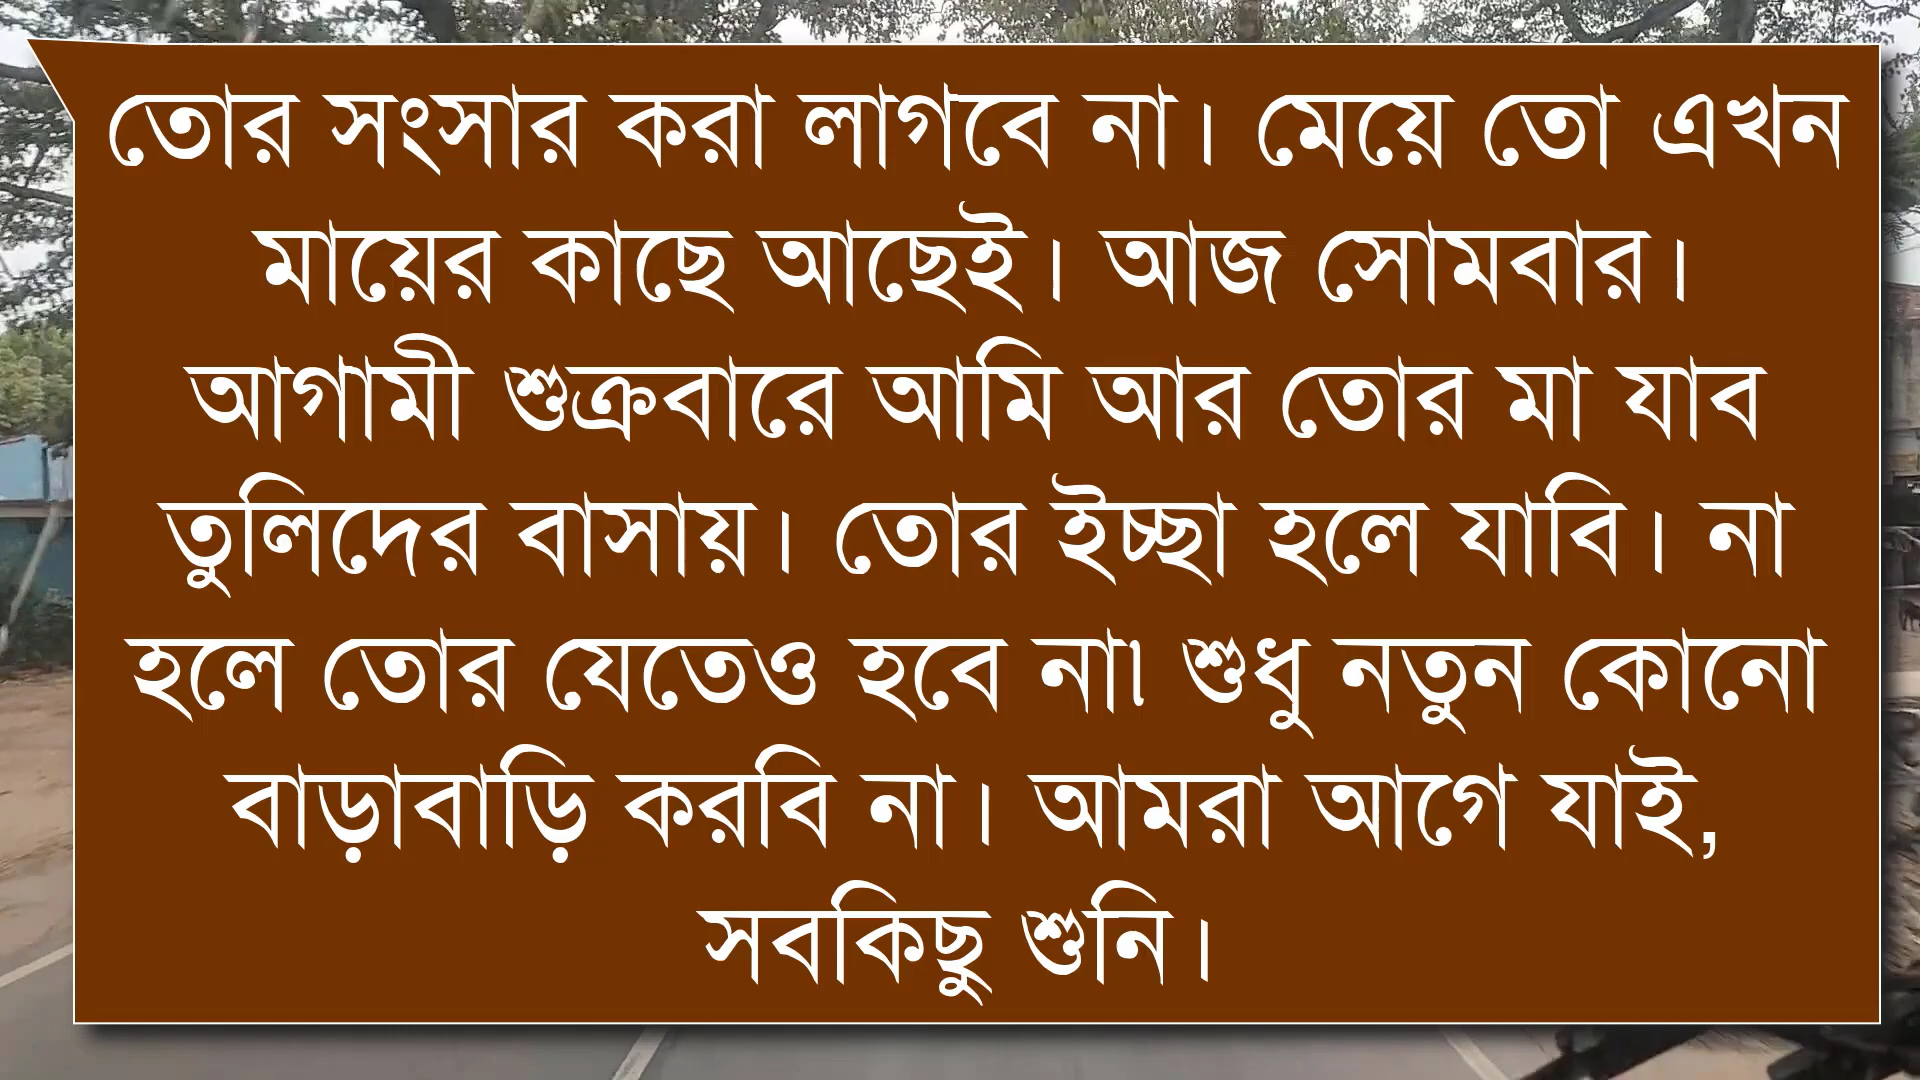 তোর সংসার করা লাগবে না। মেয়ে তো এখন
মায়ের কাছে আছেই। আজ সোমবার।
আগামী শুক্রবারে আমি আর তোর মা যাব
তুলিদের বাসায়। তোর ইচ্ছা হলে যাবি। না
হলে তোর যেতেও হবে না৷ শুধু নতুন কোনো
বাড়াবাড়ি করবি না। আমরা আগে যাই,
সবকিছু শুনি।